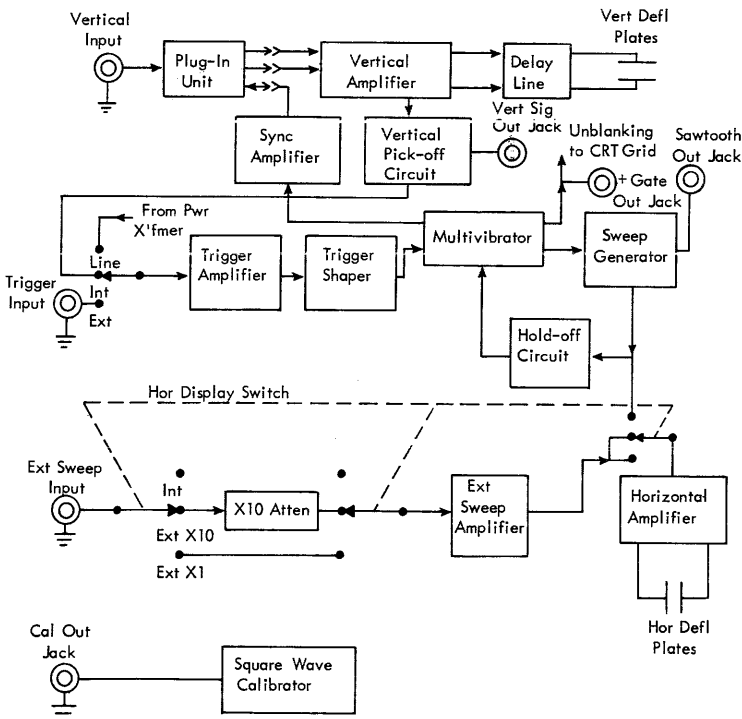 Vertical
Input
Plug-In
Unit
Vertical
Amplifier
Delay
Line
Vert Defl
Plates
Sync
Amplifier
Vertical
Pick-off
Circuit
Vert Sig
Out Jack
Unblanking
to CRT Grid
Sawtooth
Out Jack
+ Gate
Out Jack
From Pwr
X'fmer
Line
Int
Ext
Trigger
Input
Trigger
Amplifier
Trigger
Shaper
Multivibrator
Sweep
Generator
Hold-off
Circuit
Hor Display Switch
Ext Sweep
Input
Int
Ext X10
Ext X1
X10 Atten
Ext
Sweep
Amplifier
Horizontal
Amplifier
Hor Defl
Plates
Cal Out
Jack
Square Wave
Calibrator